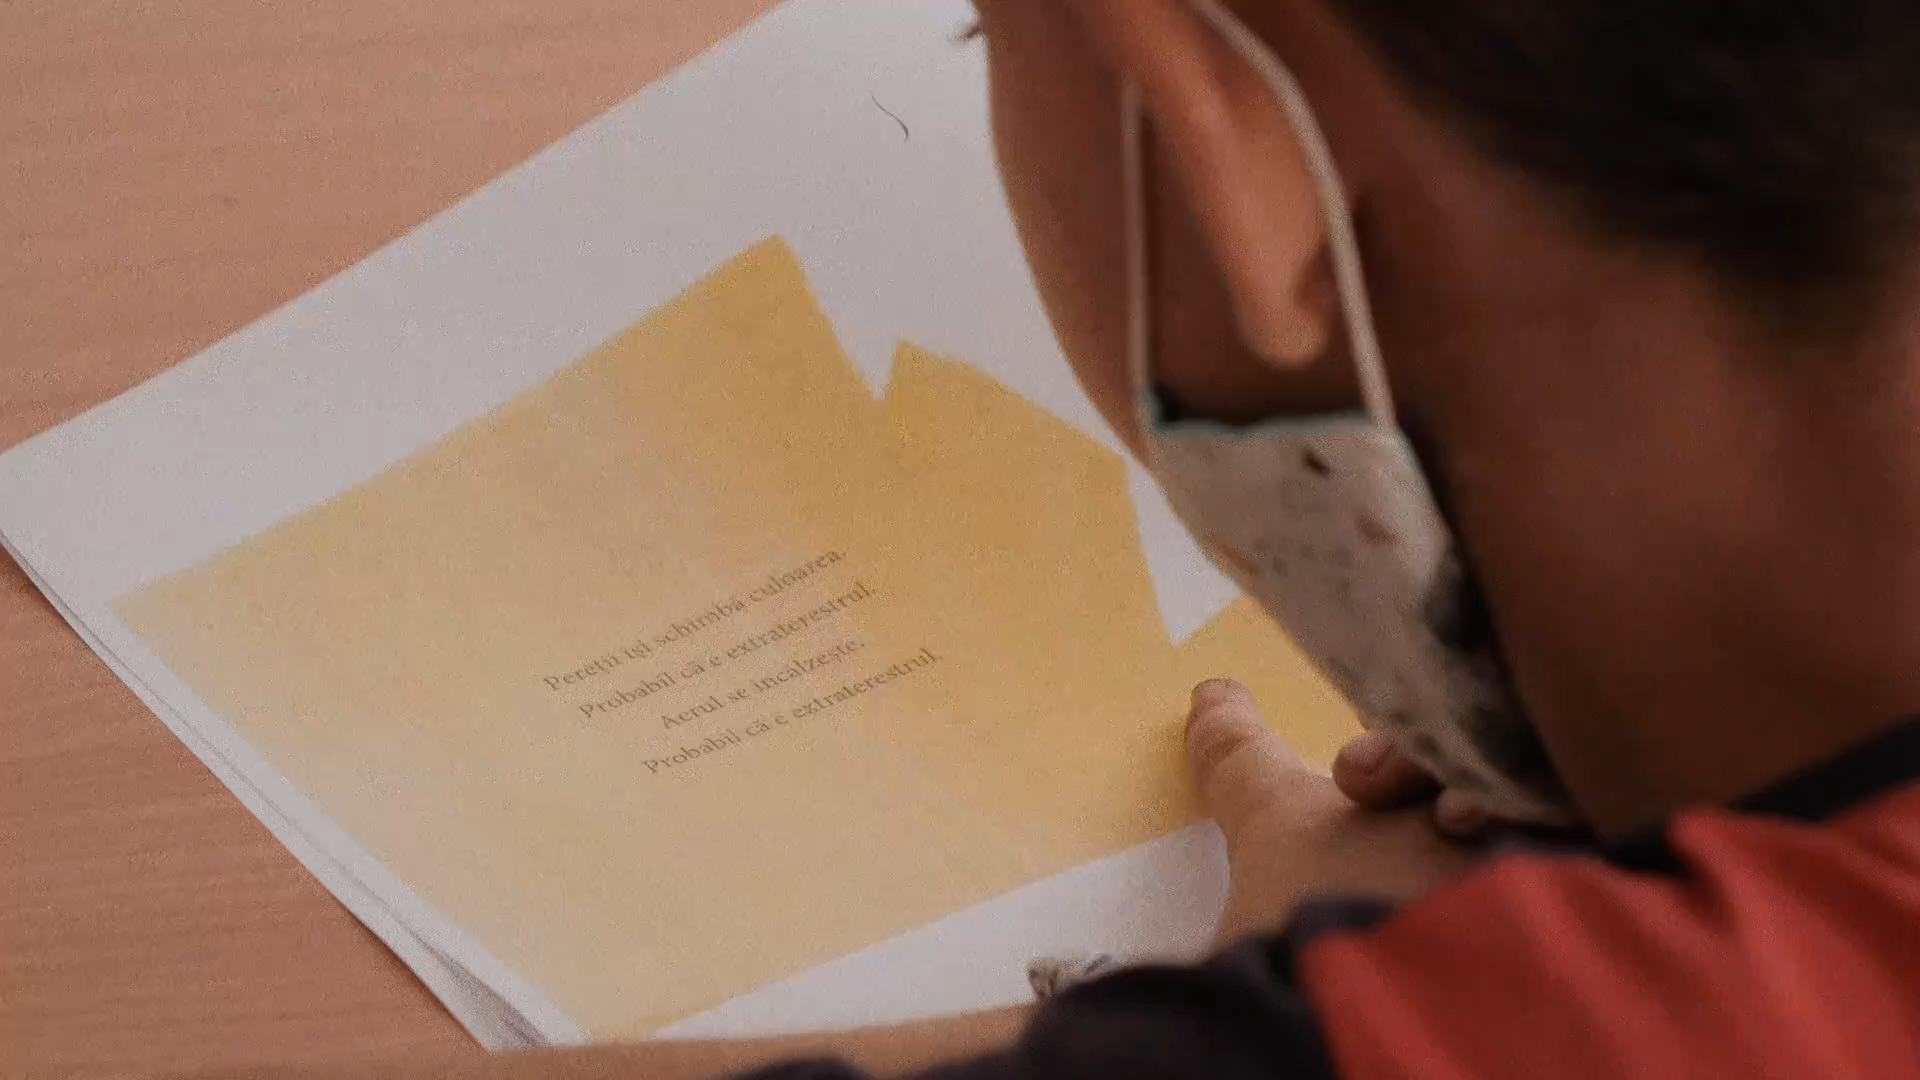 Pereții își schimbă culoarea.
Probabil că e extraterestrul.
Aerul se încălzește.
Probabil că e extraterestrul.